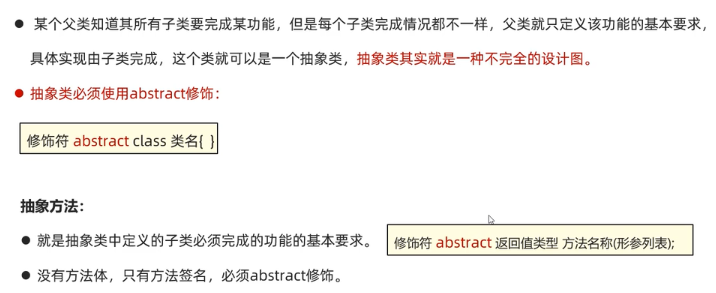 ● 某个父类知道其所有子类要完成某功能，但是每个子类完成情况都不一样，父类就只定义该功能的基本要求，
具体实现由子类完成，这个类就可以是一个抽象类，抽象类其实就是一种不完全的设计图。
● 抽象类必须使用abstract修饰：
修饰符 abstract class 类名{ }
抽象方法：
● 就是抽象类中定义的子类必须完成的功能的基本要求。
修饰符 abstract 返回值类型 方法名称(形参列表);
● 没有方法体，只有方法签名，必须abstract修饰。